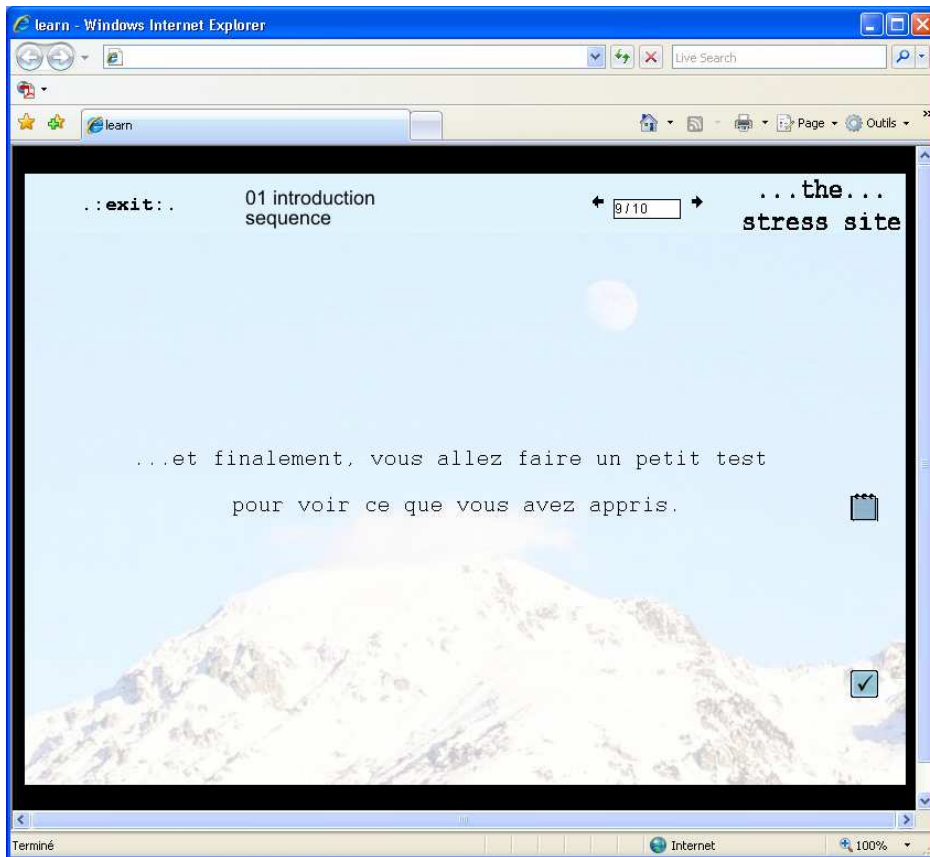 learn - Windows Internet Explorer
Live Search
learn
Page
Outils
.:exit:.
01 introduction
sequence
9/10
...the...
stress site
...et finalement, vous allez faire un petit test
pour voir ce que vous avez appris.
Terminé
Internet
100%